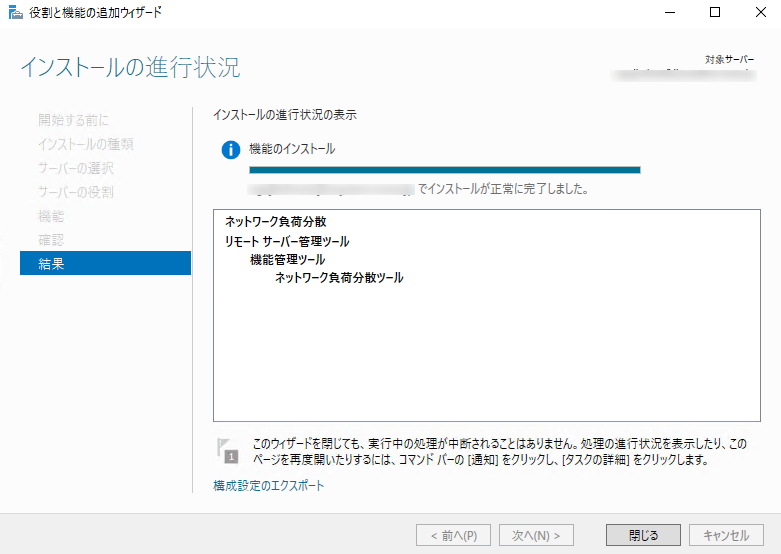 役割と機能の追加ウィザード
インストールの進行状況
対象サーバー
開始する前に
インストールの種類
サーバーの選択
サーバーの役割
機能
確認
結果
インストールの進行状況の表示
機能のインストール
でインストールが正常に完了しました。
ネットワーク負荷分散
リモート サーバー管理ツール
機能管理ツール
ネットワーク負荷分散ツール
1
このウィザードを閉じても、実行中の処理が中断されることはありません。処理の進行状況を表示したり、この
ページを再度開いたりするには、コマンド バーの [通知] をクリックし、[タスクの詳細] をクリックします。
構成設定のエクスポート
< 前へ(P)
次へ(N) >
閉じる
キャンセル